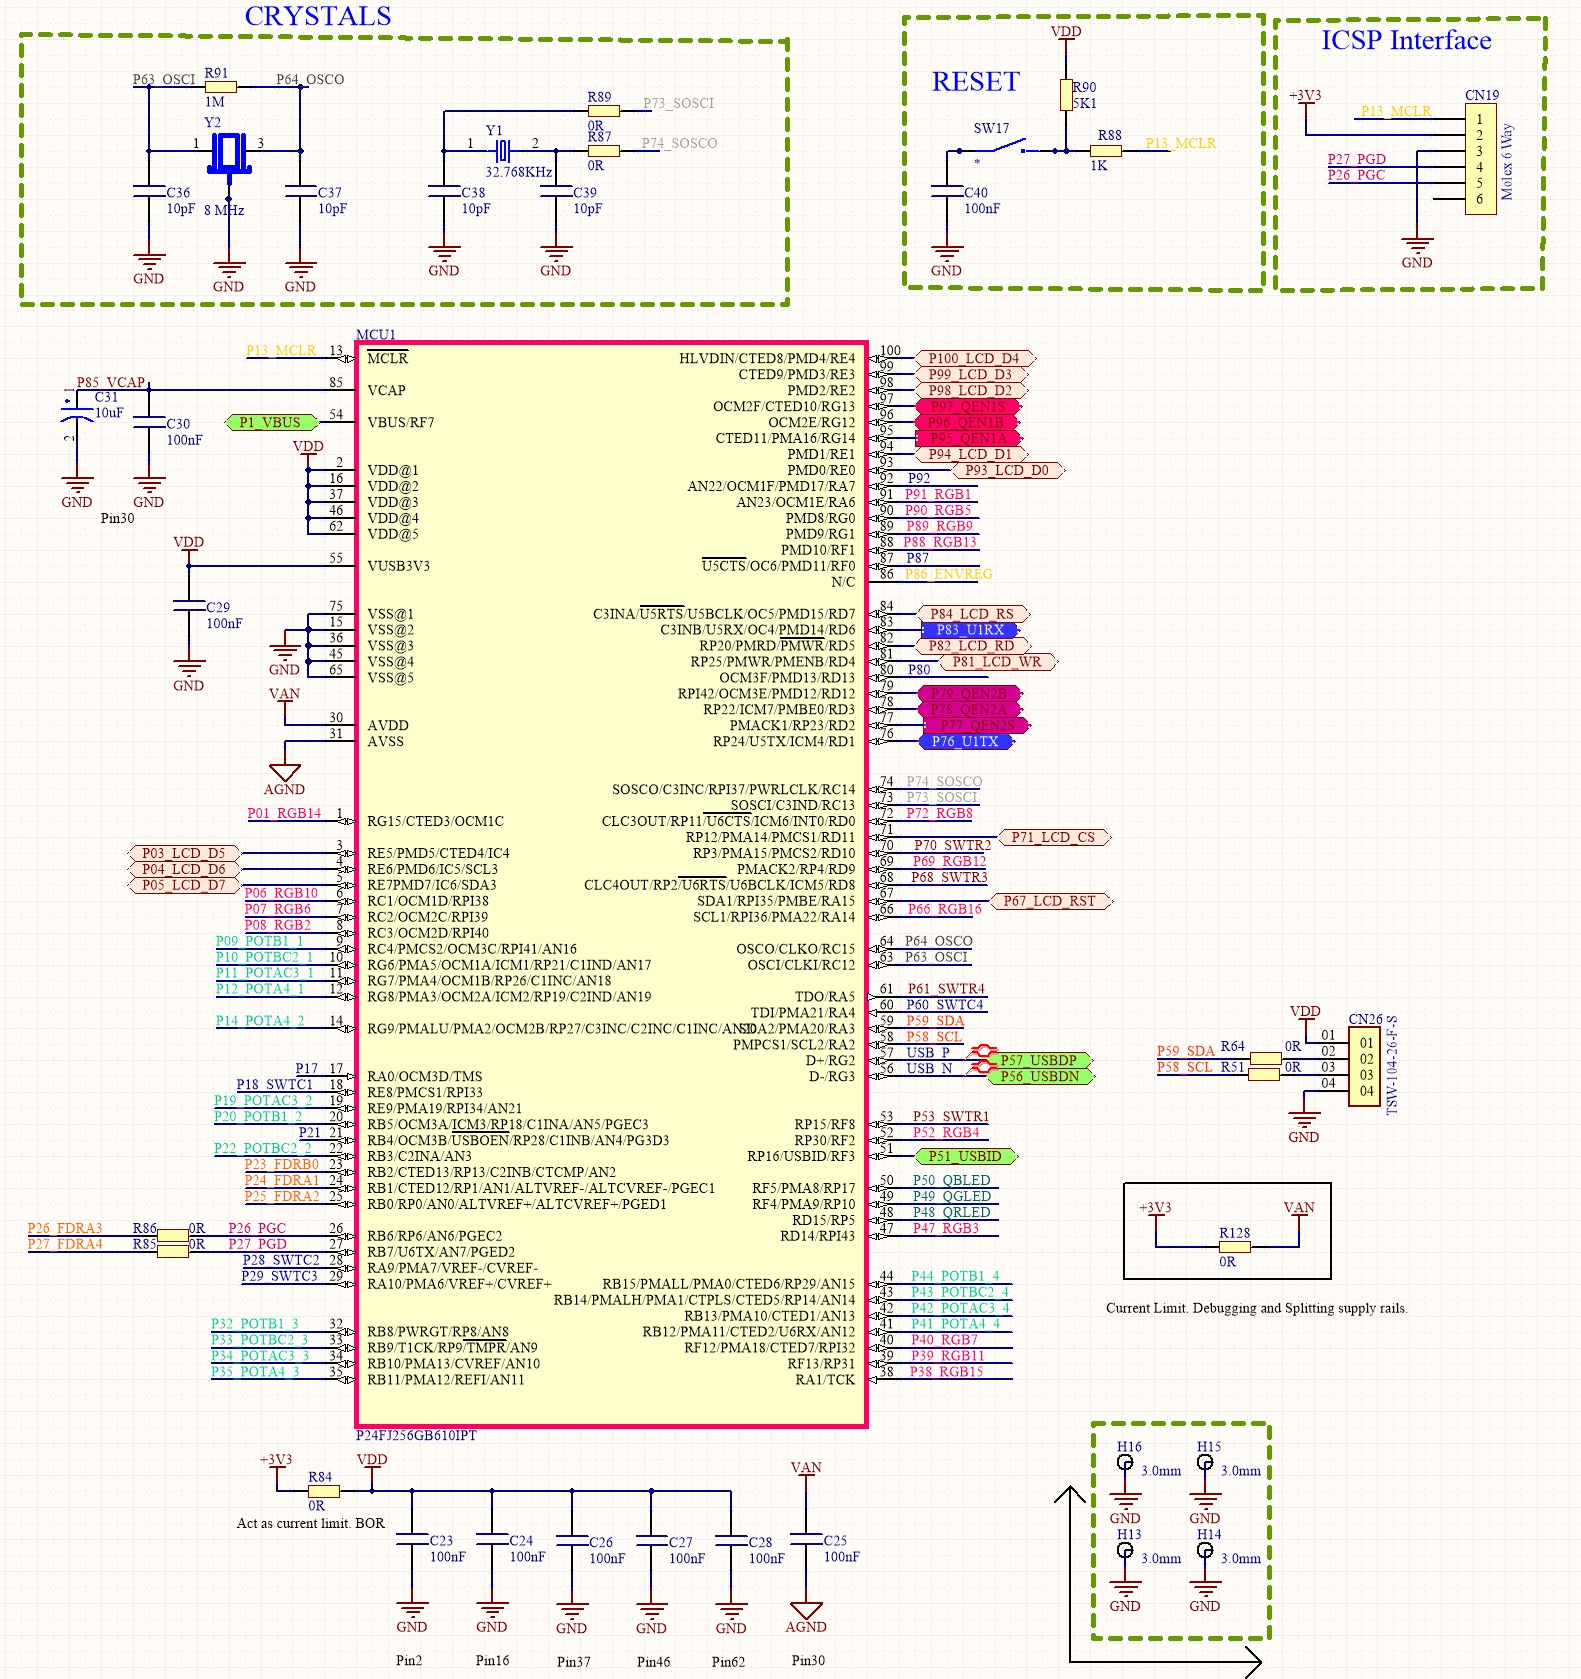 CRYSTALS
P63_OSCI
R91
1M
P64_OSCO
Y2
1
3
8 MHz
C36
10pF
C37
10pF
GND
GND
GND
R89
0R
P73_SOSCI
Y1
1
2
32.768KHz
R87
0R
P74_SOSCO
C38
10pF
C39
10pF
GND
GND
RESET
VDD
R90
5K1
SW17
*
R88
1K
P13_MCLR
C40
100nF
GND
ICSP Interface
+3V3
CN19
P13_MCLR
P27_PGD
P26_PGC
1
2
3
4
5
6
Molex 6 Way
GND
MCU1
P13_MCLR 13 MCLR
P85_VCAP 85 VCAP
1
2
C31
10uF
C30
100nF
GND
GND
Pin30
P1_VBUS 54 VBUS/RF7
VDD
2 VDD@1
16 VDD@2
37 VDD@3
46 VDD@4
62 VDD@5
VDD
55 VUSB3V3
C29
100nF
GND
75 VSS@1
15 VSS@2
36 VSS@3
45 VSS@4
65 VSS@5
GND
VAN
30 AVDD
31 AVSS
AGND
P01_RGB14 1 RG15/CTED3/OCM1C
P03_LCD_D5 3 RE5/PMD5/CTED4/IC4
P04_LCD_D6 4 RE6/PMD6/IC5/SCL3
P05_LCD_D7 5 RE7PMD7/IC6/SDA3
P06_RGB10 6 RC1/OCM1D/RPI38
P07_RGB6 7 RC2/OCM2C/RPI39
P08_RGB2 8 RC3/OCM2D/RPI40
P09_POTB1_1 9 RC4/PMCS2/OCM3C/RPI41/AN16
P10_POTBC2_1 10 RG6/PMA5/OCM1A/ICM1/RP21/C1IND/AN17
P11_POTAC3_1 11 RG7/PMA4/OCM1B/RP26/C1INC/AN18
P12_POTA4_1 12 RG8/PMA3/OCM2A/ICM2/RP19/C2IND/AN19
P14_POTA4_2 14 RG9/PMALU/PMA2/OCM2B/RP27/C3INC/C2INC/C1INC/AN20
P17 17 RA0/OCM3D/TMS
P18_SWTC1 18 RE8/PMCS1/RPI33
P19_POTAC3_2 19 RE9/PMA19/RPI34/AN21
P20_POTB1_2 20 RB5/OCM3A/ICM3/RP18/C1INA/AN5/PGEC3
P21 21 RB4/OCM3B/USBOEN/RP28/C1INB/AN4/PG3D3
P22_POTBC2_2 22 RB3/C2INA/AN3
P23_FDRB0 23 RB2/CTED13/RP13/C2INB/CTCMP/AN2
P24_FDRA1 24 RB1/CTED12/RP1/AN1/ALTVREF-/ALTCVREF-/PGEC1
P25_FDRA2 25 RB0/RP0/AN0/ALTVREF+/ALTCVREF+/PGED1
P26_FDRA3 R86 0R P26_PGC 26 RB6/RP6/AN6/PGEC2
P27_FDRA4 R85 0R P27_PGD 27 RB7/U6TX/AN7/PGED2
P28_SWTC2 28 RA9/PMA7/VREF-/CVREF-
P29_SWTC3 29 RA10/PMA6/VREF+/CVREF+
P32_POTB1_3 32 RB8/PWRGT/RP8/AN8
P33_POTBC2_3 33 RB9/T1CK/RP9/TMPR/AN9
P34_POTAC3_3 34 RB10/PMA13/CVREF/AN10
P35_POTA4_3 35 RB11/PMA12/REFI/AN11
HLVDIN/CTED8/PMD4/RE4 100 P100_LCD_D4
CTED9/PMD3/RE3 99 P99_LCD_D3
PMD2/RE2 98 P98_LCD_D2
OCM2F/CTED10/RG13 97 P97_QEN1S
OCM2E/RG12 96 P96_QEN1B
CTED11/PMA16/RG14 95 P95_QEN1A
PMD1/RE1 94 P94_LCD_D1
PMD0/RE0 93 P93_LCD_D0
AN22/OCM1F/PMD17/RA7 92 P92
AN23/OCM1E/RA6 91 P91_RGB1
PMD8/RG0 90 P90_RGB5
PMD9/RG1 89 P89_RGB9
PMD10/RF1 88 P88_RGB13
U5CTS/OC6/PMD11/RF0 87 P87
N/C 86 P86_ENVREG
C3INA/U5RTS/U5BCLK/OC5/PMD15/RD7 84 P84_LCD_RS
C3INB/U5RX/OC4/PMD14/RD6 83 P83_U1RX
RP20/PMRD/PMWR/RD5 82 P82_LCD_RD
RP25/PMWR/PMENB/RD4 81 P81_LCD_WR
OCM3F/PMD13/RD13 80 P80
RPI42/OCM3E/PMD12/RD12 79 P79_QEN2B
RP22/ICM7/PMBE0/RD3 78 P78_QEN2A
PMACK1/RP23/RD2 77 P77_QEN2S
RP24/U5TX/ICM4/RD1 76 P76_U1TX
SOSCO/C3INC/RPI37/PWRLCLK/RC14 74 P74_SOSCO
SOSCI/C3IND/RC13 73 P73_SOSCI
CLC3OUT/RP11/U6CTS/ICM6/INT0/RD0 72 P72_RGB8
RP12/PMA14/PMCS1/RD11 71 P71_LCD_CS
RP3/PMA15/PMCS2/RD10 70 P70_SWTR2
PMACK2/RP4/RD9 69 P69_RGB12
CLC4OUT/RP2/U6RTS/U6BCLK/ICM5/RD8 68 P68_SWTR3
SDA1/RPI35/PMBE/RA15 67 P67_LCD_RST
SCL1/RPI36/PMA22/RA14 66 P66_RGB16
OSCO/CLKO/RC15 64 P64_OSCO
OSCI/CLKI/RC12 63 P63_OSCI
TDO/RA5 61 P61_SWTR4
TDI/PMA21/RA4 60 P60_SWTC4
SDA2/PMA20/RA3 59 P59_SDA
PMPCS1/SCL2/RA2 58 P58_SCL
D+/RG2 57 USB_P P57_USBDP
D-/RG3 56 USB_N P56_USBDN
RP15/RF8 53 P53_SWTR1
RP30/RF2 52 P52_RGB4
RP16/USBID/RF3 51 P51_USBID
RF5/PMA8/RP17 50 P50_QBLED
RF4/PMA9/RP10 49 P49_QGLED
RD15/RP5 48 P48_QRLED
RD14/RPI43 47 P47_RGB3
RB15/PMALL/PMA0/CTED6/RP29/AN15 44 P44_POTB1_4
RB14/PMALH/PMA1/CTPLS/CTED5/RP14/AN14 43 P43_POTBC2_4
RB13/PMA10/CTED1/AN13 42 P42_POTAC3_4
RB12/PMA11/CTED2/U6RX/AN12 41 P41_POTA4_4
RF12/PMA18/CTED7/RPI32 40 P40_RGB7
RF13/RP31 39 P39_RGB11
RA1/TCK 38 P38_RGB15
P24FJ256GB610IPT
VDD
CN26
P59_SDA R64 0R
P58_SCL R51 0R
01 01
02 02
03 03
04 04
TSW-104-26-F-S
GND
+3V3
VAN
R128
0R
Current Limit. Debugging and Splitting supply rails.
+3V3
R84
0R
VDD
Act as current limit. BOR
C23
100nF
C24
100nF
C26
100nF
C27
100nF
C28
100nF
VAN
C25
100nF
GND
GND
GND
GND
GND
AGND
Pin2
Pin16
Pin37
Pin46
Pin62
Pin30
H16
3.0mm
H15
3.0mm
GND
GND
H13
3.0mm
H14
3.0mm
GND
GND